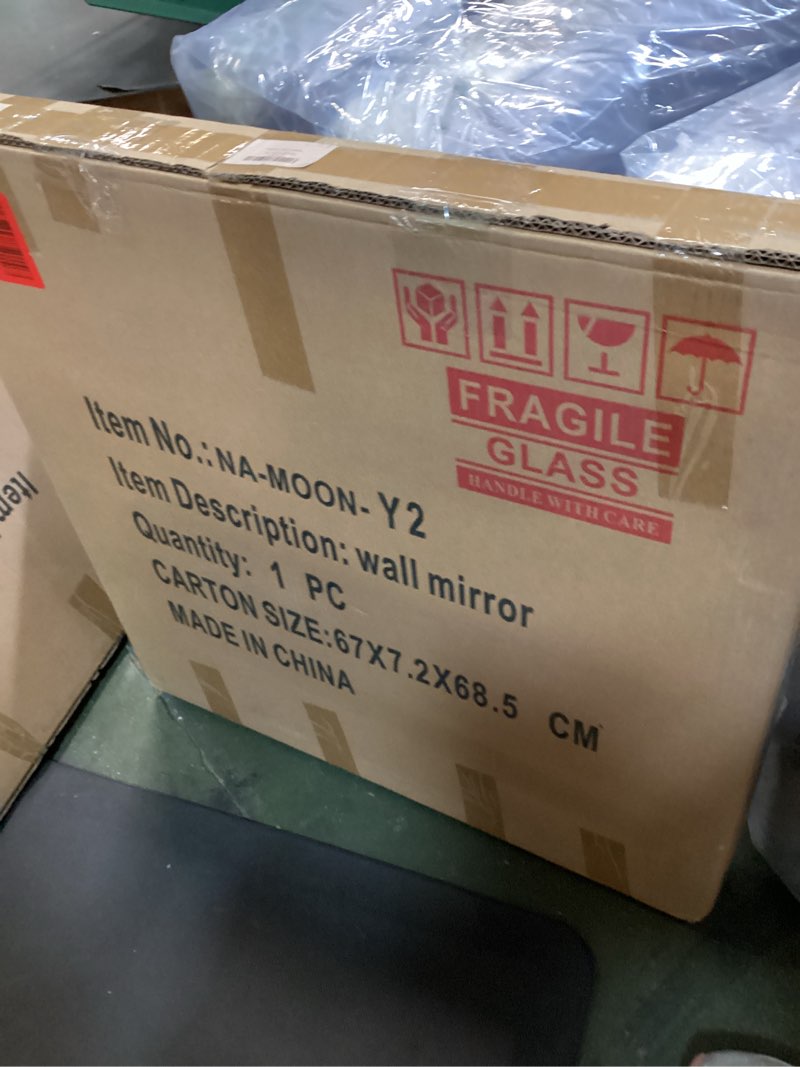 FRAGILE
GLASS
HANDLE WITH CARE
Item No.: NA-MOON- Y2
Item Description: wall mirror
Quantity: 1 PC
CARTON SIZE:67X7.2X68.5 CM
MADE IN CHINA
Item